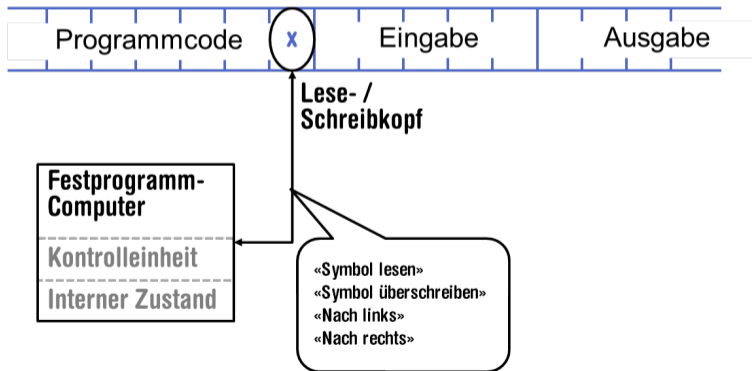 Programmcode x Eingabe Ausgabe
Lese- /
Schreibkopf
Festprogramm-
Computer
Kontrolleinheit
Interner Zustand
«Symbol lesen»
«Symbol überschreiben»
«Nach links»
«Nach rechts»